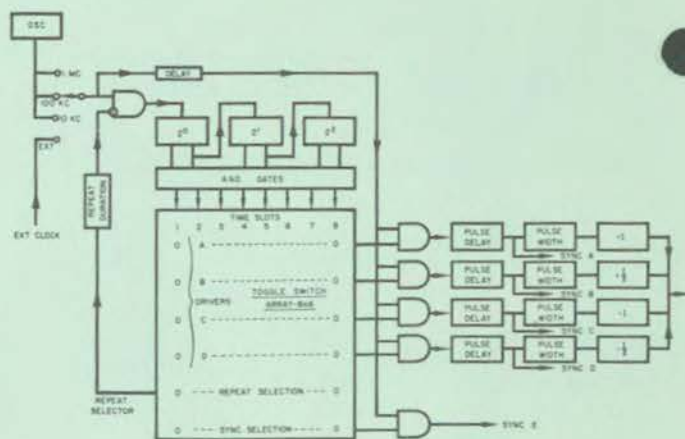 OSC
1 MC
100 KC
10 KC
EXT
EXT CLOCK
DELAY
REPEAT DURATION
2⁰ 2¹ 2²
AND GATES
TIME SLOTS
1 2 3 4 5 6 7 8
0 A ---- 0
0 B ---- 0
DRIVERS
TOGGLE SWITCH
ARRAY-8x6
0 C ---- 0
0 D ---- 0
0 ---- REPEAT SELECTION ---- 0
0 ---- SYNC SELECTION ---- 0
REPEAT
SELECTOR
PULSE DELAY
PULSE WIDTH
-1
SYNC A
PULSE DELAY
PULSE WIDTH
SYNC B
PULSE DELAY
PULSE WIDTH
-1
SYNC C
PULSE DELAY
PULSE WIDTH
SYNC D
SYNC E